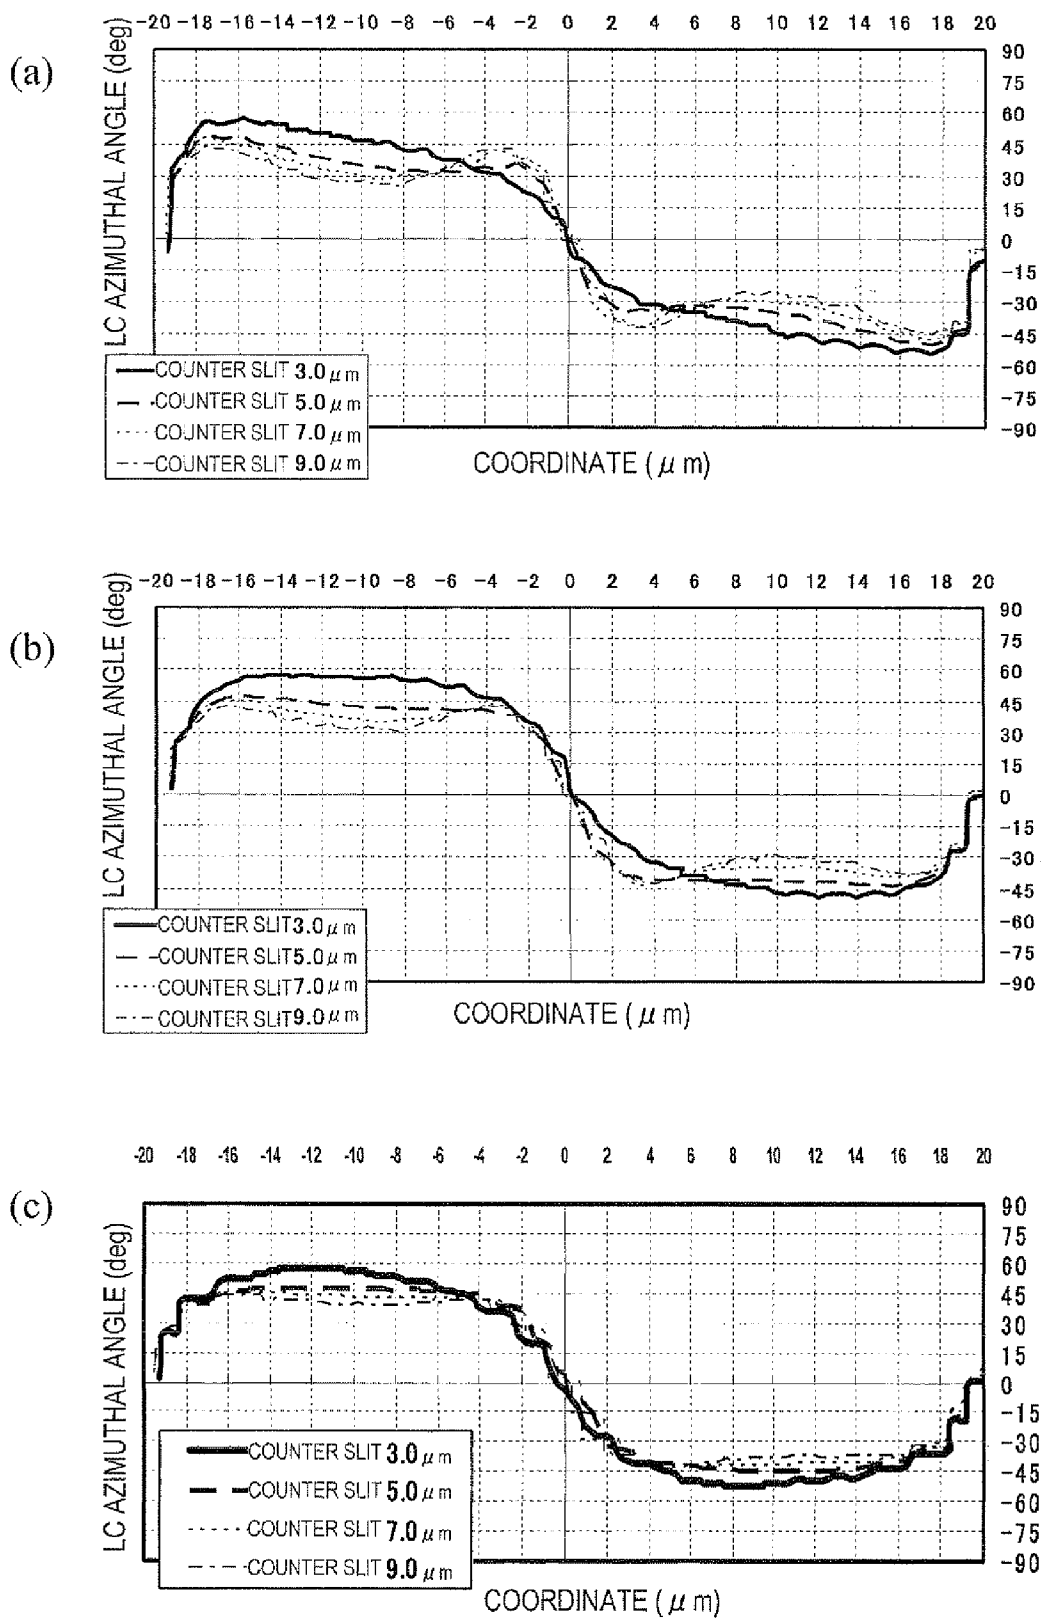 (a)
LC AZIMUTHAL ANGLE (deg)
-20 -18 -16 -14 -12 -10 -8 -6 -4 -2 0 2 4 6 8 10 12 14 16 18 20
90
75
60
45
30
15
0
-15
-30
-45
-60
-75
-90
COUNTER SLIT 3.0 μm
COUNTER SLIT 5.0 μm
COUNTER SLIT 7.0 μm
COUNTER SLIT 9.0 μm
COORDINATE (μm)
(b)
LC AZIMUTHAL ANGLE (deg)
-20 -18 -16 -14 -12 -10 -8 -6 -4 -2 0 2 4 6 8 10 12 14 16 18 20
90
75
60
45
30
15
0
-15
-30
-45
-60
-75
-90
COUNTER SLIT 3.0 μm
COUNTER SLIT 5.0 μm
COUNTER SLIT 7.0 μm
COUNTER SLIT 9.0 μm
COORDINATE (μm)
(c)
LC AZIMUTHAL ANGLE (deg)
-20 -18 -16 -14 -12 -10 -8 -6 -4 -2 0 2 4 6 8 10 12 14 16 18 20
90
75
60
45
30
15
0
-15
-30
-45
-60
-75
-90
COUNTER SLIT 3.0 μm
COUNTER SLIT 5.0 μm
COUNTER SLIT 7.0 μm
COUNTER SLIT 9.0 μm
COORDINATE (μm)